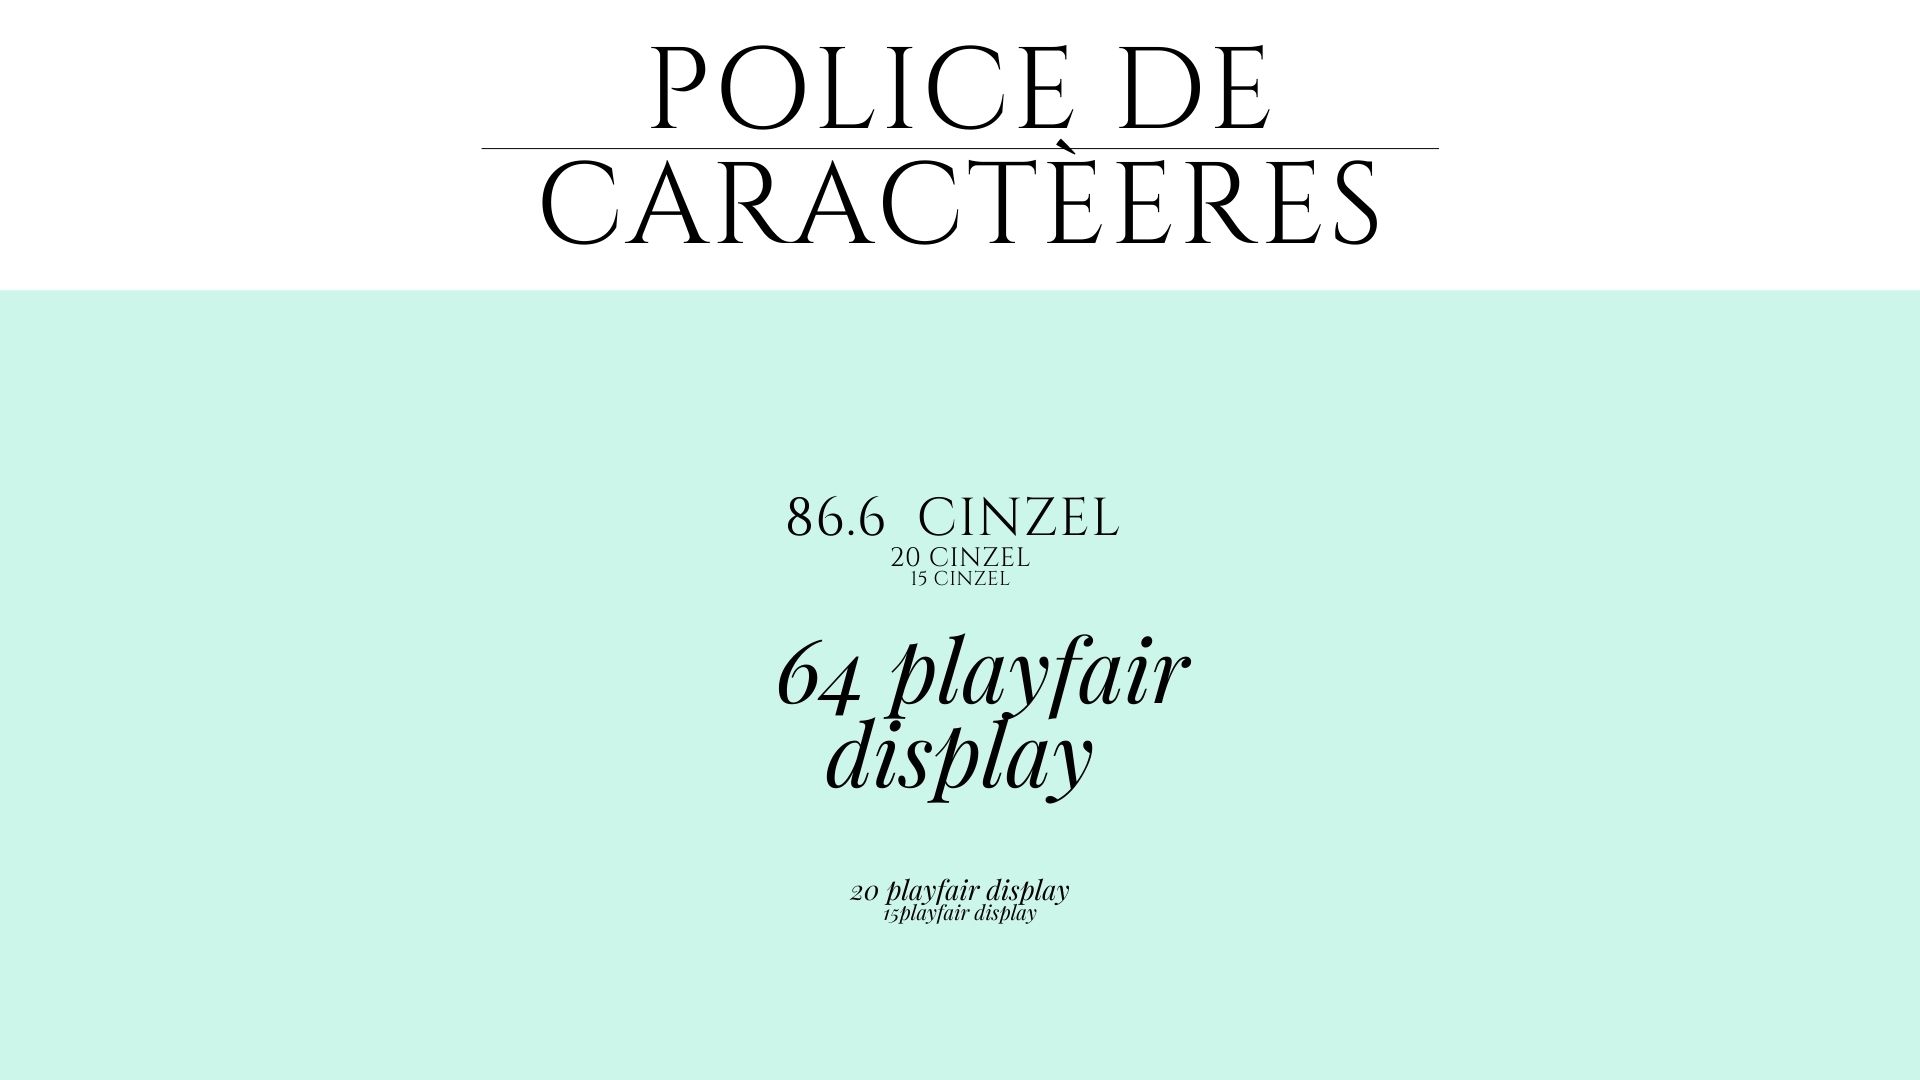 POLICE DE
CARACTÈERES
86.6  CINZEL
20 CINZEL
15 CINZEL
64 playfair
display
20 playfair display
15playfair display